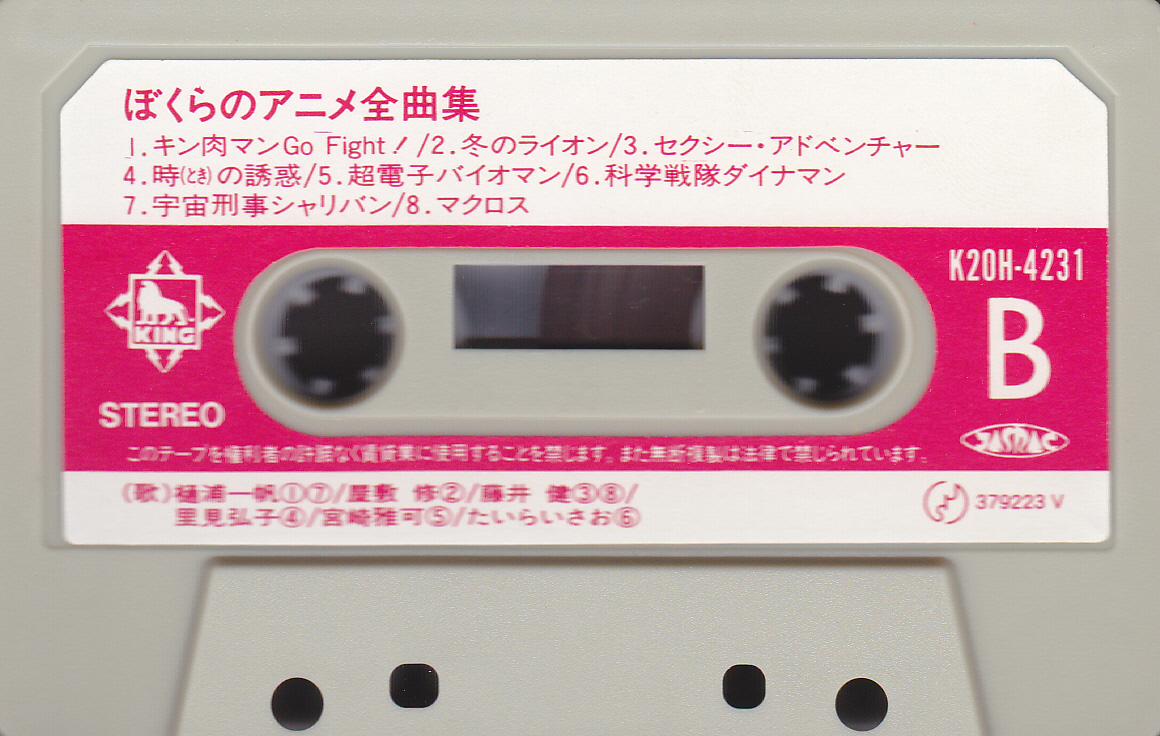 ぼくらのアニメ全曲集
1.キン肉マンGo Fight！/2.冬のライオン/3.セクシー・アドベンチャー
4.時(とき)の誘惑/5.超電子バイオマン/6.科学戦隊ダイナマン
7.宇宙刑事シャリバン/8.マクロス
K20H-4231
B
KING
STEREO
JASRAC
このテープを権利者の許諾なく賃貸業に使用することを禁じます。また無断複製は法律で禁じられています。
(歌)樋浦一帆①⑦/屋敷 修②/藤井 健③⑧/
里見弘子④/宮崎雅可⑤/たいらいさお⑥
379223 V